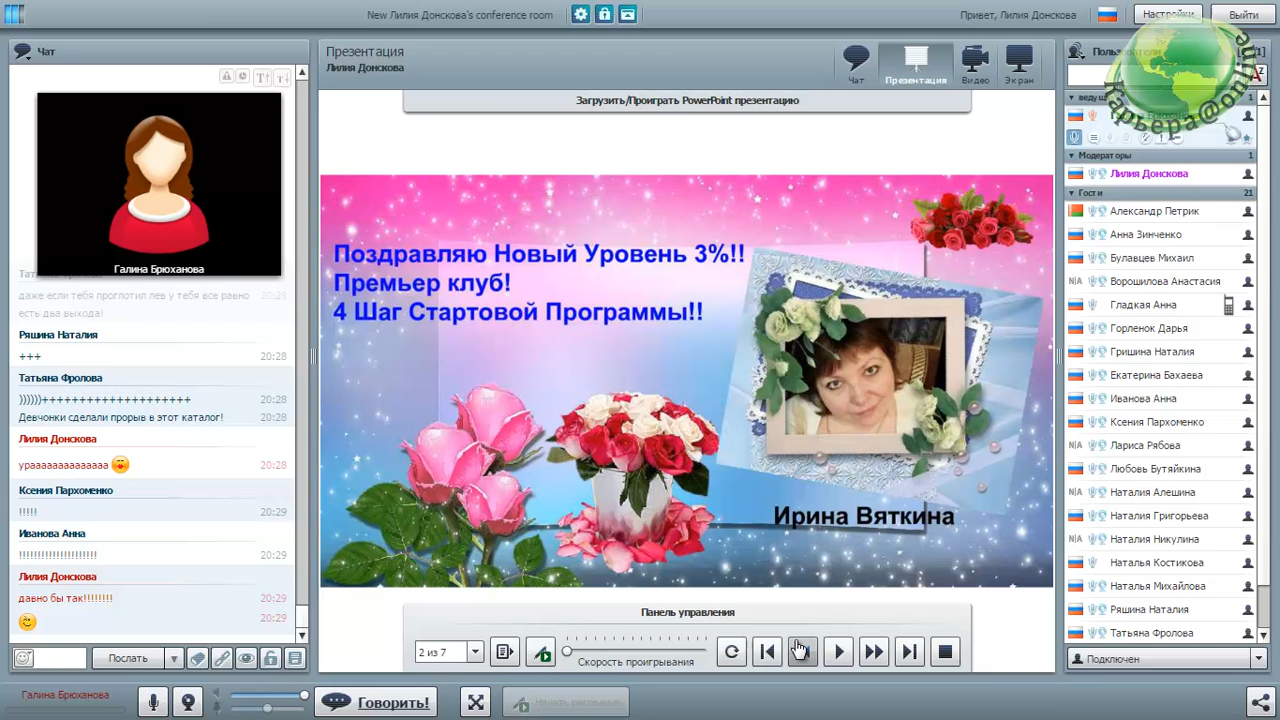 New Лилия Донскова's conference room
Привет, Лилия Донскова
Настройки
Выйти
Чат
Галина Брюханова
даже если тебя проглотил лев у тебя все равно
20:28
есть два выхода!
Ряшина Наталия
+++
20:28
Татьяна Фролова
))))))+++++++++++++++++++++
20:28
Девчонки сделали прорыв в этот каталог!
20:28
Лилия Донскова
ураааааааааааааа
20:28
Ксения Пархоменко
!!!!!
20:29
Иванова Анна
!!!!!!!!!!!!!!!!!!!!!
20:29
Лилия Донскова
давно бы так!!!!!!!!
20:29
20:29
Послать
Презентация
Лилия Донскова
Чат
Презентация
Видео
Экран
Загрузить/Проиграть PowerPoint презентацию
Поздравляю Новый Уровень 3%!!
Премьер клуб!
4 Шаг Стартовой Программы!!
Ирина Вяткина
Панель управления
2 из 7
Скорость проигрывания
Пользователи
карьера@online
1
Модераторы
1
Лилия Донскова
Гости
21
Александр Петрик
Анна Зинченко
Булавцев Михаил
N|A
Ворошилова Анастасия
Гладкая Анна
Горленок Дарья
Гришина Наталия
Екатерина Бахаева
Иванова Анна
Ксения Пархоменко
N|A
Лариса Рябова
Любовь Бутяйкина
N|A
Наталия Алешина
Наталия Григорьева
N|A
Наталия Никулина
N|A
Наталья Костикова
Наталья Михайлова
Ряшина Наталия
Татьяна Фролова
Подключен
Галина Брюханова
Говорить!